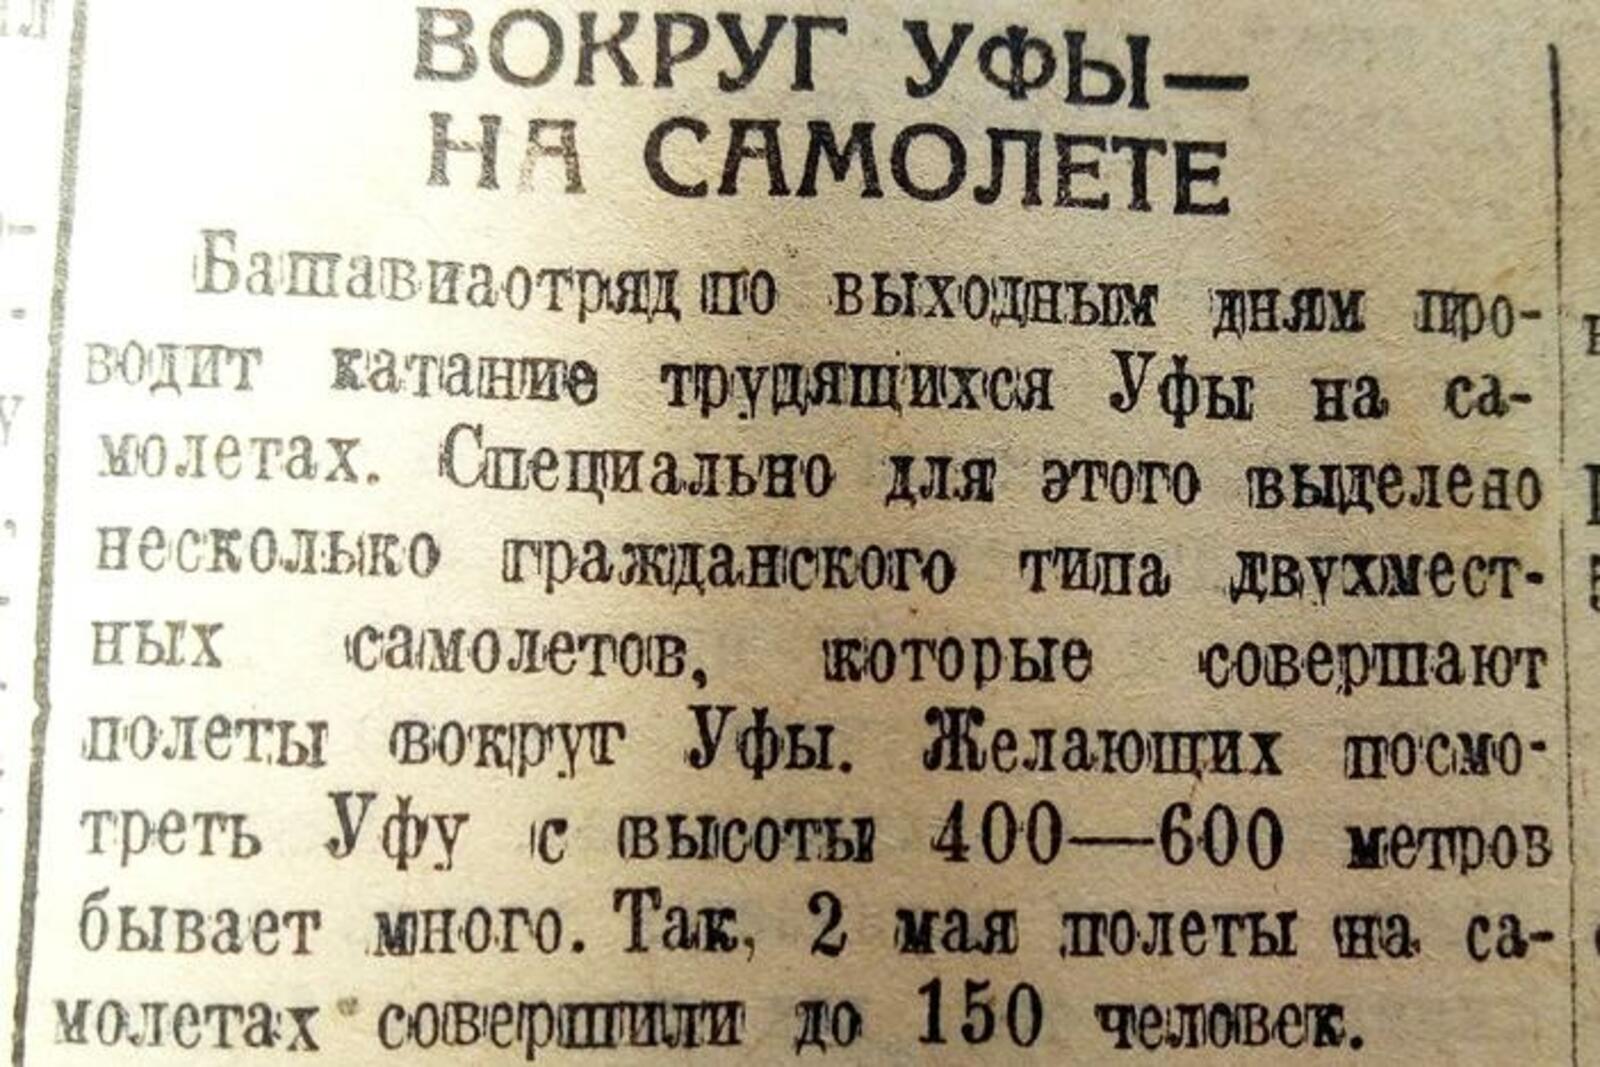 ВОКРУГ УФЫ—
НА САМОЛЕТЕ
Башавиаотряд по выходным дням про-
водит катание трудящихся Уфы на са-
молетах. Специально для этого выделено
несколько гражданского типа двухмест-
ных самолетов, которые совершают
полеты вокруг Уфы. Желающих посмо-
треть Уфу с высоты 400—600 метров
бывает много. Так, 2 мая полеты на са-
молетах совершили до 150 человек.